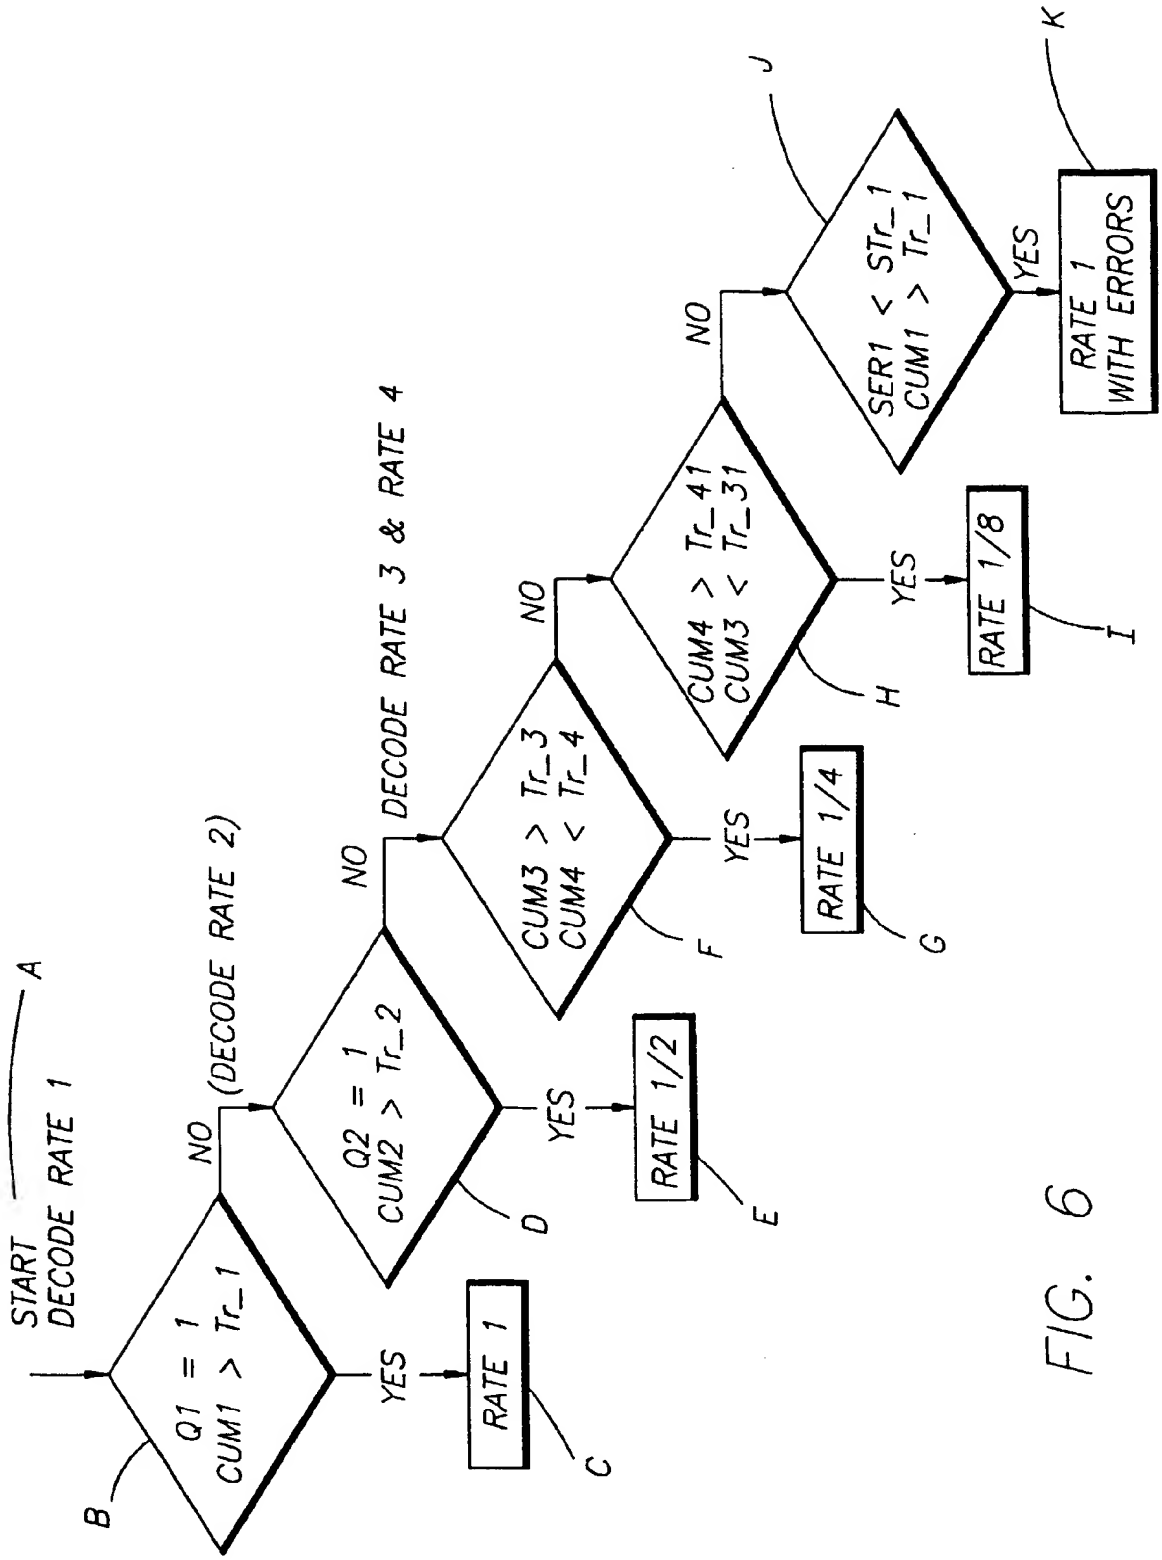 START
DECODE RATE 1
A
B
Q1 = 1
CUM1 > Tr_1
YES
RATE 1
C
NO
(DECODE RATE 2)
Q2 = 1
CUM2 > Tr_2
D
YES
RATE 1/2
E
NO
DECODE RATE 3 & RATE 4
CUM3 > Tr_3
CUM4 < Tr_4
F
YES
RATE 1/4
G
NO
CUM4 > Tr_41
CUM3 < Tr_31
H
YES
RATE 1/8
I
NO
SER1 < STr_1
CUM1 > Tr_1
J
YES
RATE 1
WITH ERRORS
K
FIG. 6